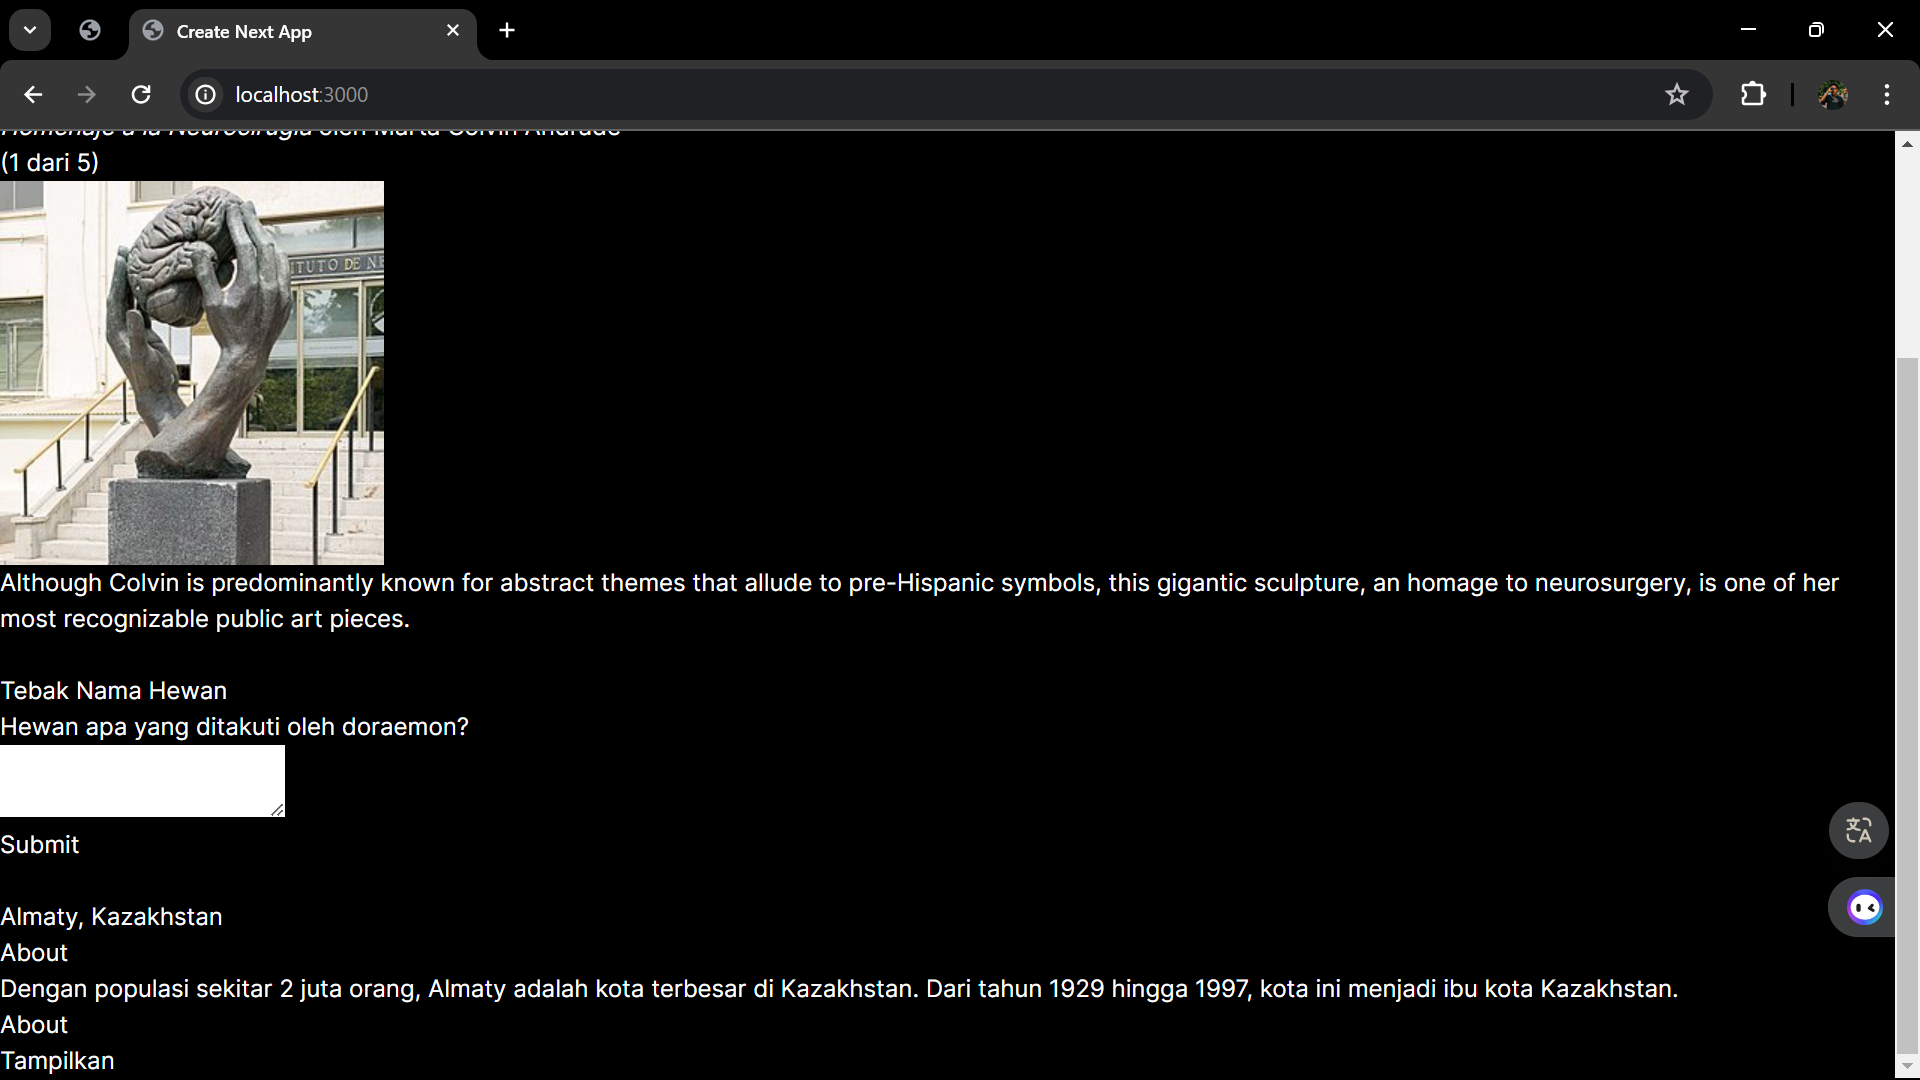 Create Next App
localhost:3000
Homenaje a la Neurocirugía oleh Marta Colvin Andrade
(1 dari 5)
ITUTO DE NE
Although Colvin is predominantly known for abstract themes that allude to pre-Hispanic symbols, this gigantic sculpture, an homage to neurosurgery, is one of her
most recognizable public art pieces.
Tebak Nama Hewan
Hewan apa yang ditakuti oleh doraemon?
Submit
Almaty, Kazakhstan
About
Dengan populasi sekitar 2 juta orang, Almaty adalah kota terbesar di Kazakhstan. Dari tahun 1929 hingga 1997, kota ini menjadi ibu kota Kazakhstan.
About
Tampilkan